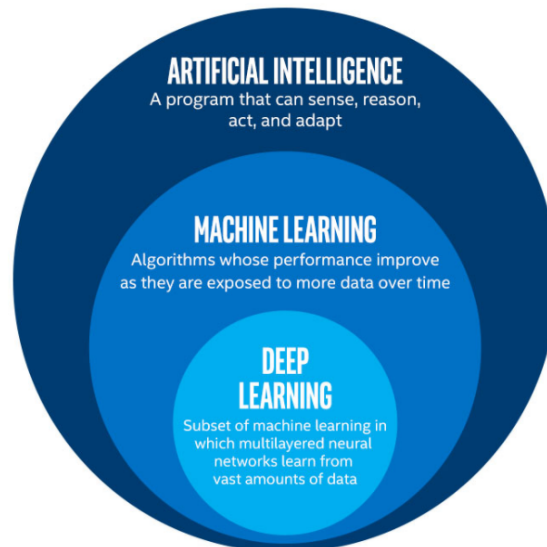 ARTIFICIAL INTELLIGENCE
A program that can sense, reason,
act, and adapt
MACHINE LEARNING
Algorithms whose performance improve
as they are exposed to more data over time
DEEP
LEARNING
Subset of machine learning in
which multilayered neural
networks learn from
vast amounts of data